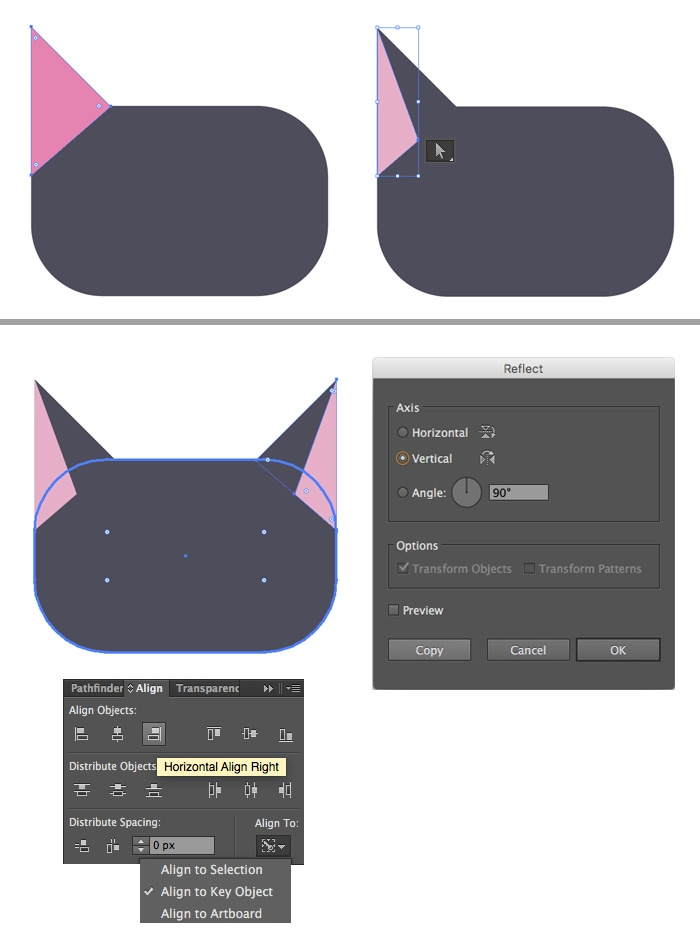 Reflect
Axis
Horizontal
Vertical
Angle: 90°
Options
Transform Objects Transform Patterns
Preview
Copy Cancel OK
Pathfinder Align Transparenc
Align Objects:
Distribute Objects
Horizontal Align Right
Distribute Spacing: Align To:
0 px
Align to Selection
Align to Key Object
Align to Artboard